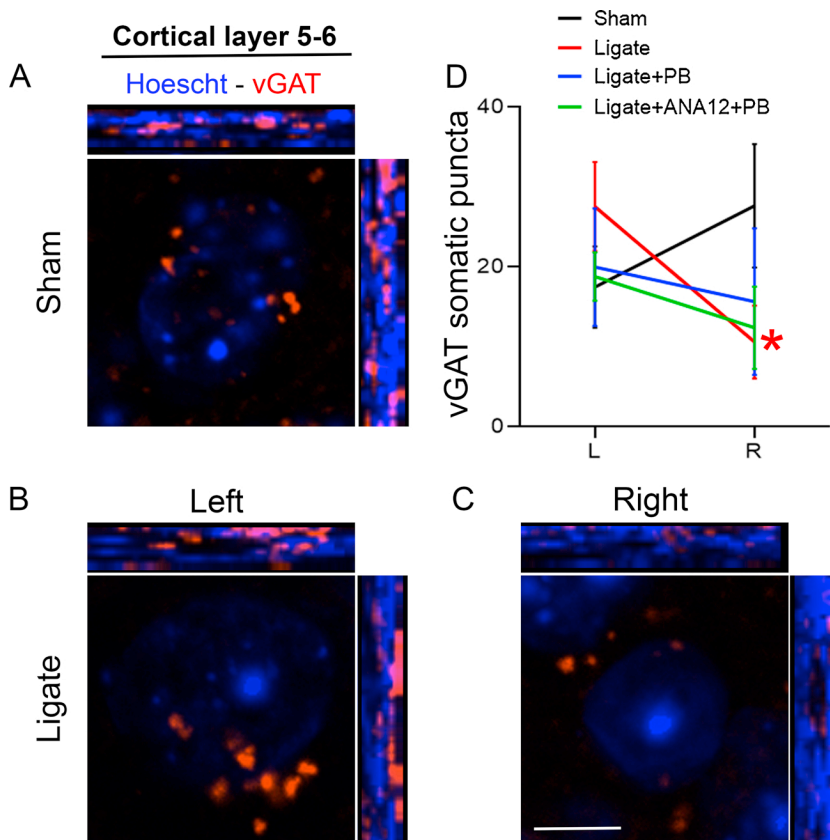 Cortical layer 5-6
A
Hoescht - vGAT
Sham
D
Sham
Ligate
Ligate+PB
Ligate+ANA12+PB
vGAT somatic puncta
40
20
0
L
R
*
B
Left
C
Right
Ligate